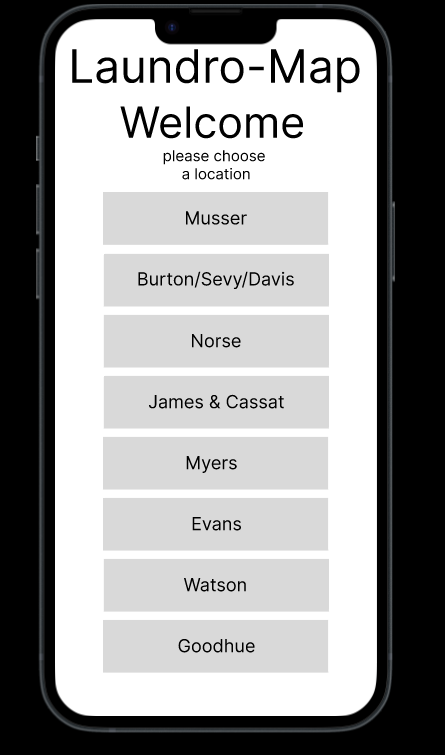 Laundro-Map
Welcome
please choose
a location
Musser
Burton/Sevy/Davis
Norse
James & Cassat
Myers
Evans
Watson
Goodhue